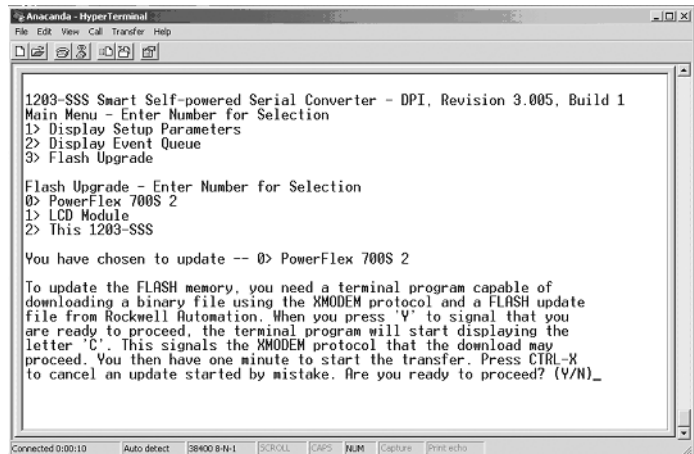 Anacanda - HyperTerminal
File Edit View Call Transfer Help
1203-SSS Smart Self-powered Serial Converter - DPI, Revision 3.005, Build 1
Main Menu - Enter Number for Selection
1> Display Setup Parameters
2> Display Event Queue
3> Flash Upgrade
Flash Upgrade - Enter Number for Selection
0> PowerFlex 700S 2
1> LCD Module
2> This 1203-SSS
You have chosen to update -- 0> PowerFlex 700S 2
To update the FLASH memory, you need a terminal program capable of
downloading a binary file using the XMODEM protocol and a FLASH update
file from Rockwell Automation. When you press 'Y' to signal that you
are ready to proceed, the terminal program will start displaying the
letter 'C'. This signals the XMODEM protocol that the download may
proceed. You then have one minute to start the transfer. Press CTRL-X
to cancel an update started by mistake. Are you ready to proceed? (Y/N)_
Connected 0:00:10 Auto detect 38400 8-N-1 SCROLL CAPS NUM Capture Print echo